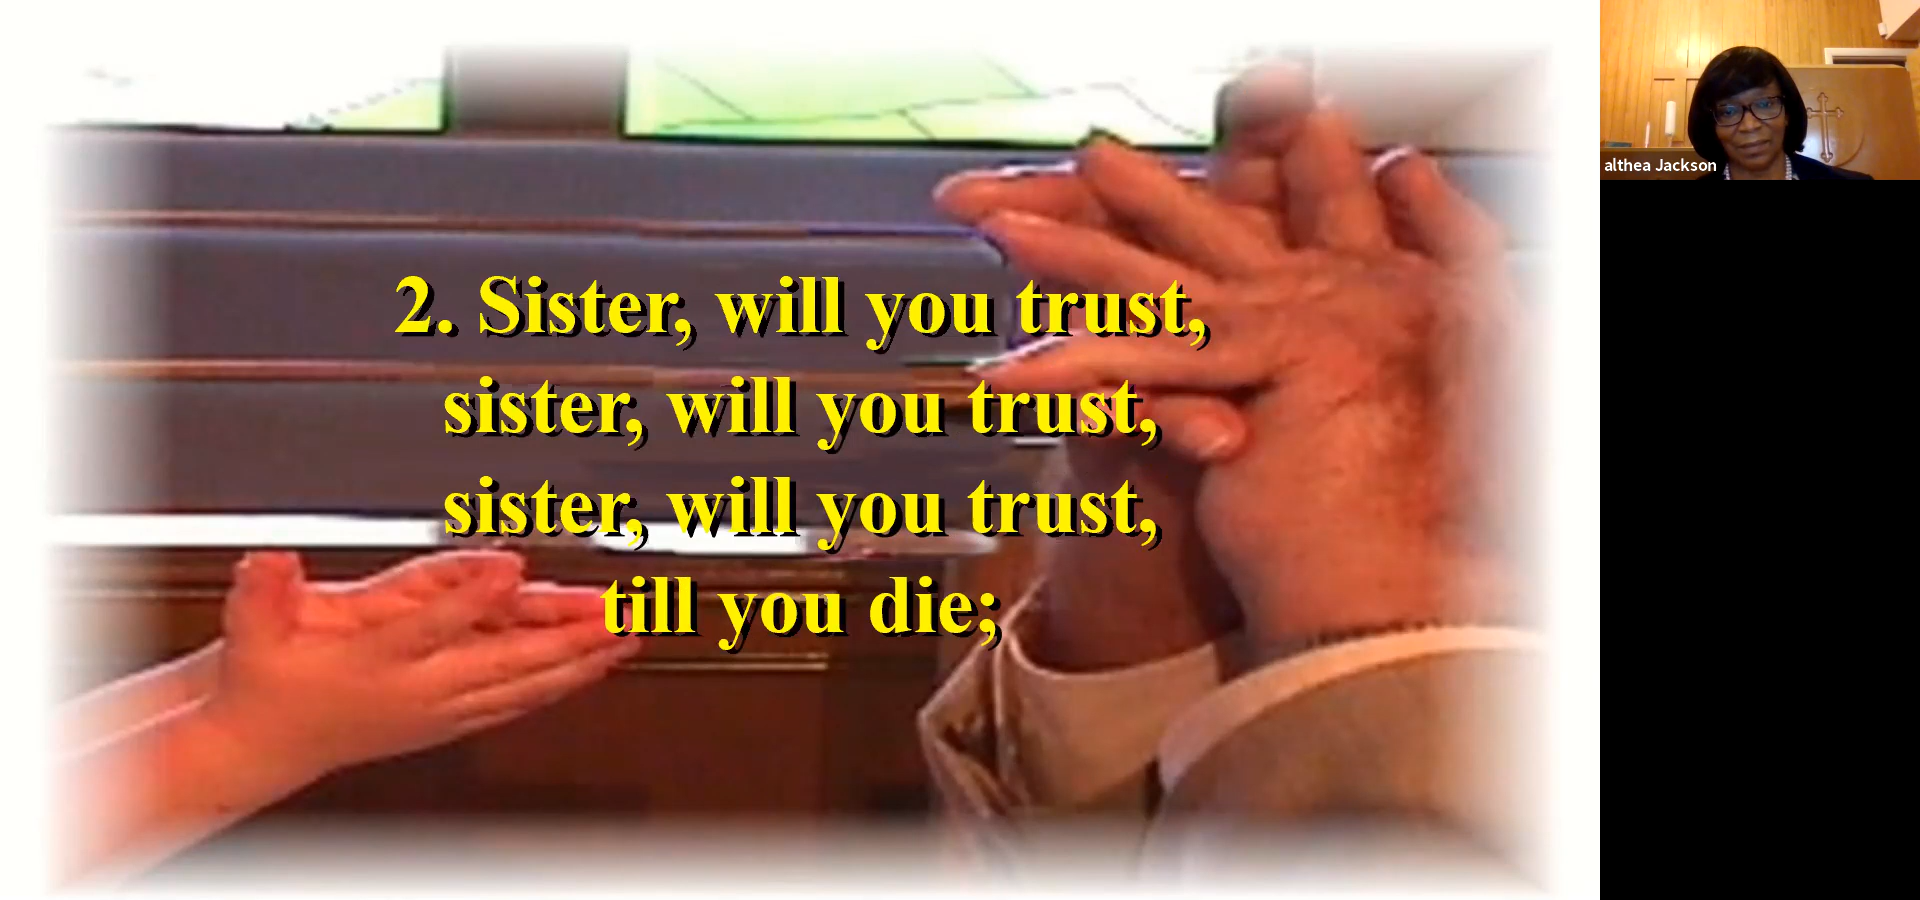 2. Sister, will you trust,
sister, will you trust,
sister, will you trust,
till you die;
althea Jackson